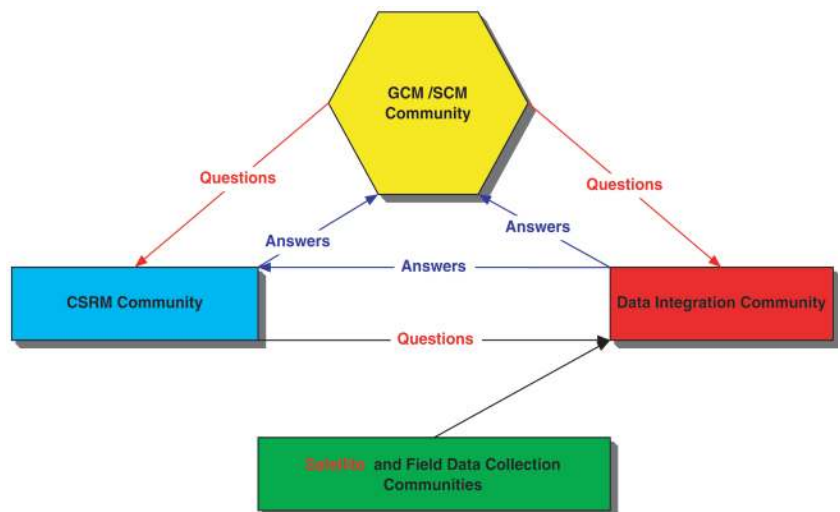 GCM /SCM
Community
Questions
Questions
Answers
Answers
Answers
CSRM Community
Data Integration Community
Questions
Satellite and Field Data Collection
Communities